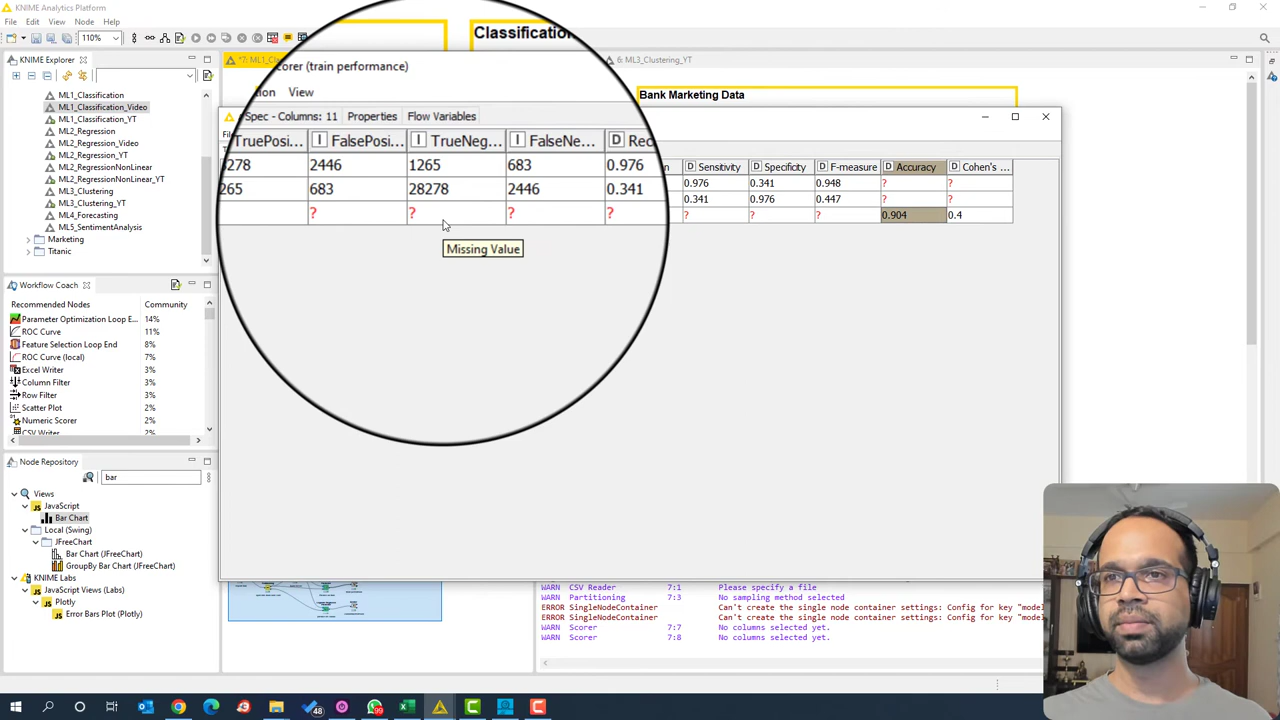 KNIME Analytics Platform
File Edit View Node
110%
KNIME Explorer
ML1_Classification
ML1_Classification_Video
ML1_Classification_YT
ML2_Regression
ML2_Regression_Video
ML2_Regression_YT
ML2_RegressionNonLinear
ML2_RegressionNonLinear_YT
ML3_Clustering
ML3_Clustering_YT
ML4_Forecasting
ML5_SentimentAnalysis
Marketing
Titanic
Workflow Coach
Recommended Nodes Community
Parameter Optimization Loop E... 14%
ROC Curve 11%
Feature Selection Loop End 8%
ROC Curve (local) 7%
Excel Writer 4%
Column Filter 3%
Row Filter 3%
Scatter Plot 2%
Numeric Scorer 2%
CSV Writer 2%
Node Repository
bar
Views
JavaScript
Bar Chart
Local (Swing)
JFreeChart
Bar Chart (JFreeChart)
GroupBy Bar Chart (JFreeChart)
KNIME Labs
JavaScript Views (Labs)
Plotly
Error Bars Plot (Plotly)
Classification
*7: ML1_Cl
6: ML3_Clustering_YT
Bank Marketing Data
corer (train performance)
tion View
Spec - Columns: 11 Properties Flow Variables
TruePosi... I FalsePosi... I TrueNeg... I FalseNe... D Rec
278 2446 1265 683 0.976
265 683 28278 2446 0.341
? ? ? ?
Missing Value
D Sensitivity D Specificity D F-measure D Accuracy D Cohen's ...
0.976 0.341 0.948 ? ?
0.341 0.976 0.447 ? ?
? ? ? 0.904 0.4
WARN CSV Reader 7:1 Please specify a file
WARN Partitioning 7:3 No sampling method selected
ERROR SingleNodeContainer Can't create the single node container settings: Config for key "model
ERROR SingleNodeContainer Can't create the single node container settings: Config for key "mode
WARN Scorer 7:7 No columns selected yet.
WARN Scorer 7:8 No columns selected yet.